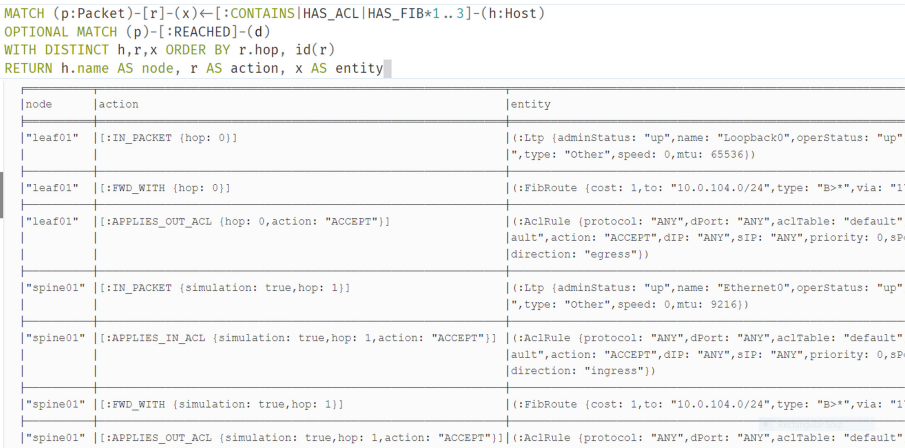 MATCH (p:Packet)-[r]-(x)<-[:CONTAINS|HAS_ACL|HAS_FIB*1..3]-(h:Host)
OPTIONAL MATCH (p)-[:REACHED]-(d)
WITH DISTINCT h,r,x ORDER BY r.hop, id(r)
RETURN h.name AS node, r AS action, x AS entity
|node |action |entity
|"leaf01" |[:IN_PACKET {hop: 0}] |(:Ltp {adminStatus: "up",name: "Loopback0",operStatus: "up"
| | |",type: "Other",speed: 0,mtu: 65536})
|"leaf01" |[:FWD_WITH {hop: 0}] |(:FibRoute {cost: 1,to: "10.0.104.0/24",type: "B>*",via: "1
|"leaf01" |[:APPLIES_OUT_ACL {hop: 0,action: "ACCEPT"}] |(:AclRule {protocol: "ANY",dPort: "ANY",aclTable: "default"
| | |ault",action: "ACCEPT",dIP: "ANY",sIP: "ANY",priority: 0,sP
| | |direction: "egress"})
|"spine01" |[:IN_PACKET {simulation: true,hop: 1}] |(:Ltp {adminStatus: "up",name: "Ethernet0",operStatus: "up"
| | |",type: "Other",speed: 0,mtu: 9216})
|"spine01" |[:APPLIES_IN_ACL {simulation: true,hop: 1,action: "ACCEPT"}] |(:AclRule {protocol: "ANY",dPort: "ANY",aclTable: "default"
| | |ault",action: "ACCEPT",dIP: "ANY",sIP: "ANY",priority: 0,sP
| | |direction: "ingress"})
|"spine01" |[:FWD_WITH {simulation: true,hop: 1}] |(:FibRoute {cost: 1,to: "10.0.104.0/24",type: "B>*",via: "1
|"spine01" |[:APPLIES_OUT_ACL {simulation: true,hop: 1,action: "ACCEPT"}]|(:AclRule {protocol: "ANY",dPort: "ANY",aclTable: "default"